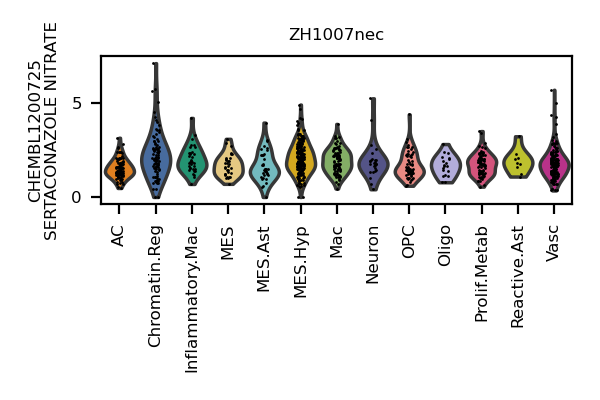 ZH1007nec
CHEMBL1200725
SERTACONAZOLE NITRATE
5
0
AC
Chromatin.Reg
Inflammatory.Mac
MES
MES.Ast
MES.Hyp
Mac
Neuron
OPC
Oligo
Prolif.Metab
Reactive.Ast
Vasc